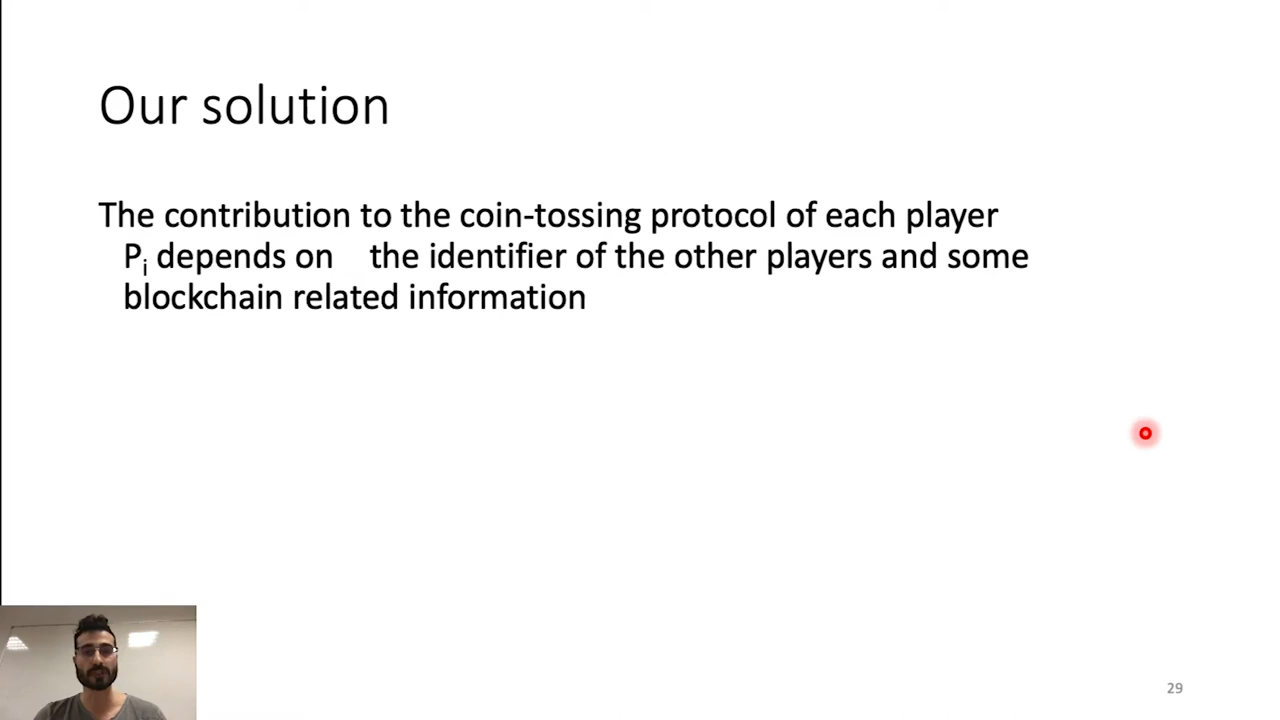 Our solution
The contribution to the coin-tossing protocol of each player
Pi depends on the identifier of the other players and some
blockchain related information
29